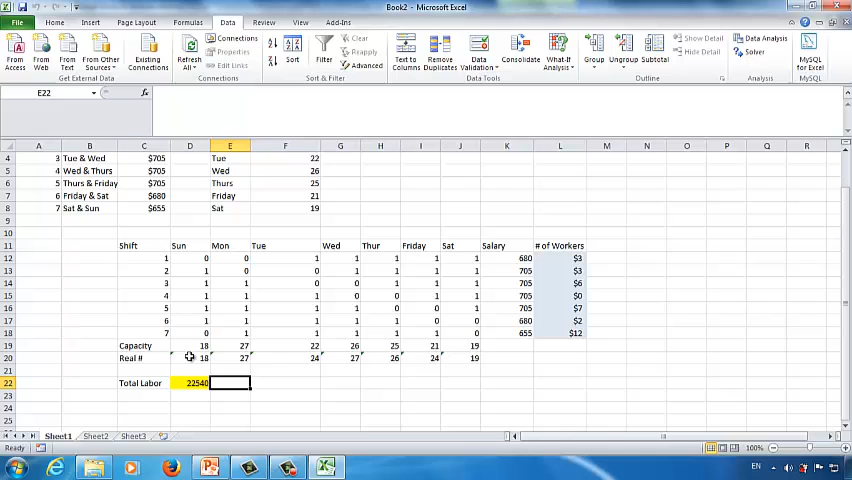 Book2 - Microsoft Excel
File Home Insert Page Layout Formulas Data Review View Add-Ins
From Access
From Web
From Text
From Other Sources
Existing Connections
Refresh All
Connections
Properties
Edit Links
Sort
Filter
Clear
Reapply
Advanced
Text to Columns
Remove Duplicates
Data Validation
Consolidate
What-If Analysis
Group
Ungroup
Subtotal
Show Detail
Hide Detail
Data Analysis
Solver
MySQL for Excel
Get External Data Connections Sort & Filter Data Tools Outline Analysis MySQL
E22 fx
A B C D E F G H I J K L M N O P Q R
4 3 Tue & Wed $705 Tue 22
5 4 Wed & Thurs $705 Wed 26
6 5 Thurs & Friday $705 Thurs 25
7 6 Friday & Sat $680 Friday 21
8 7 Sat & Sun $655 Sat 19
9
10
11 Shift Sun Mon Tue Wed Thur Friday Sat Salary # of Workers
12 1 0 0 1 1 1 1 1 680 $3
13 2 1 0 0 1 1 1 1 705 $3
14 3 1 1 0 0 1 1 1 705 $6
15 4 1 1 1 0 0 1 1 705 $0
16 5 1 1 1 1 0 0 1 705 $7
17 6 1 1 1 1 1 0 0 680 $2
18 7 0 1 1 1 1 1 0 655 $12
19 Capacity 18 27 22 26 25 21 19
20 Real # 18 27 24 27 26 24 19
21
22 Total Labor 22540
23
24
25
Sheet1 Sheet2 Sheet3
Ready 100%
EN